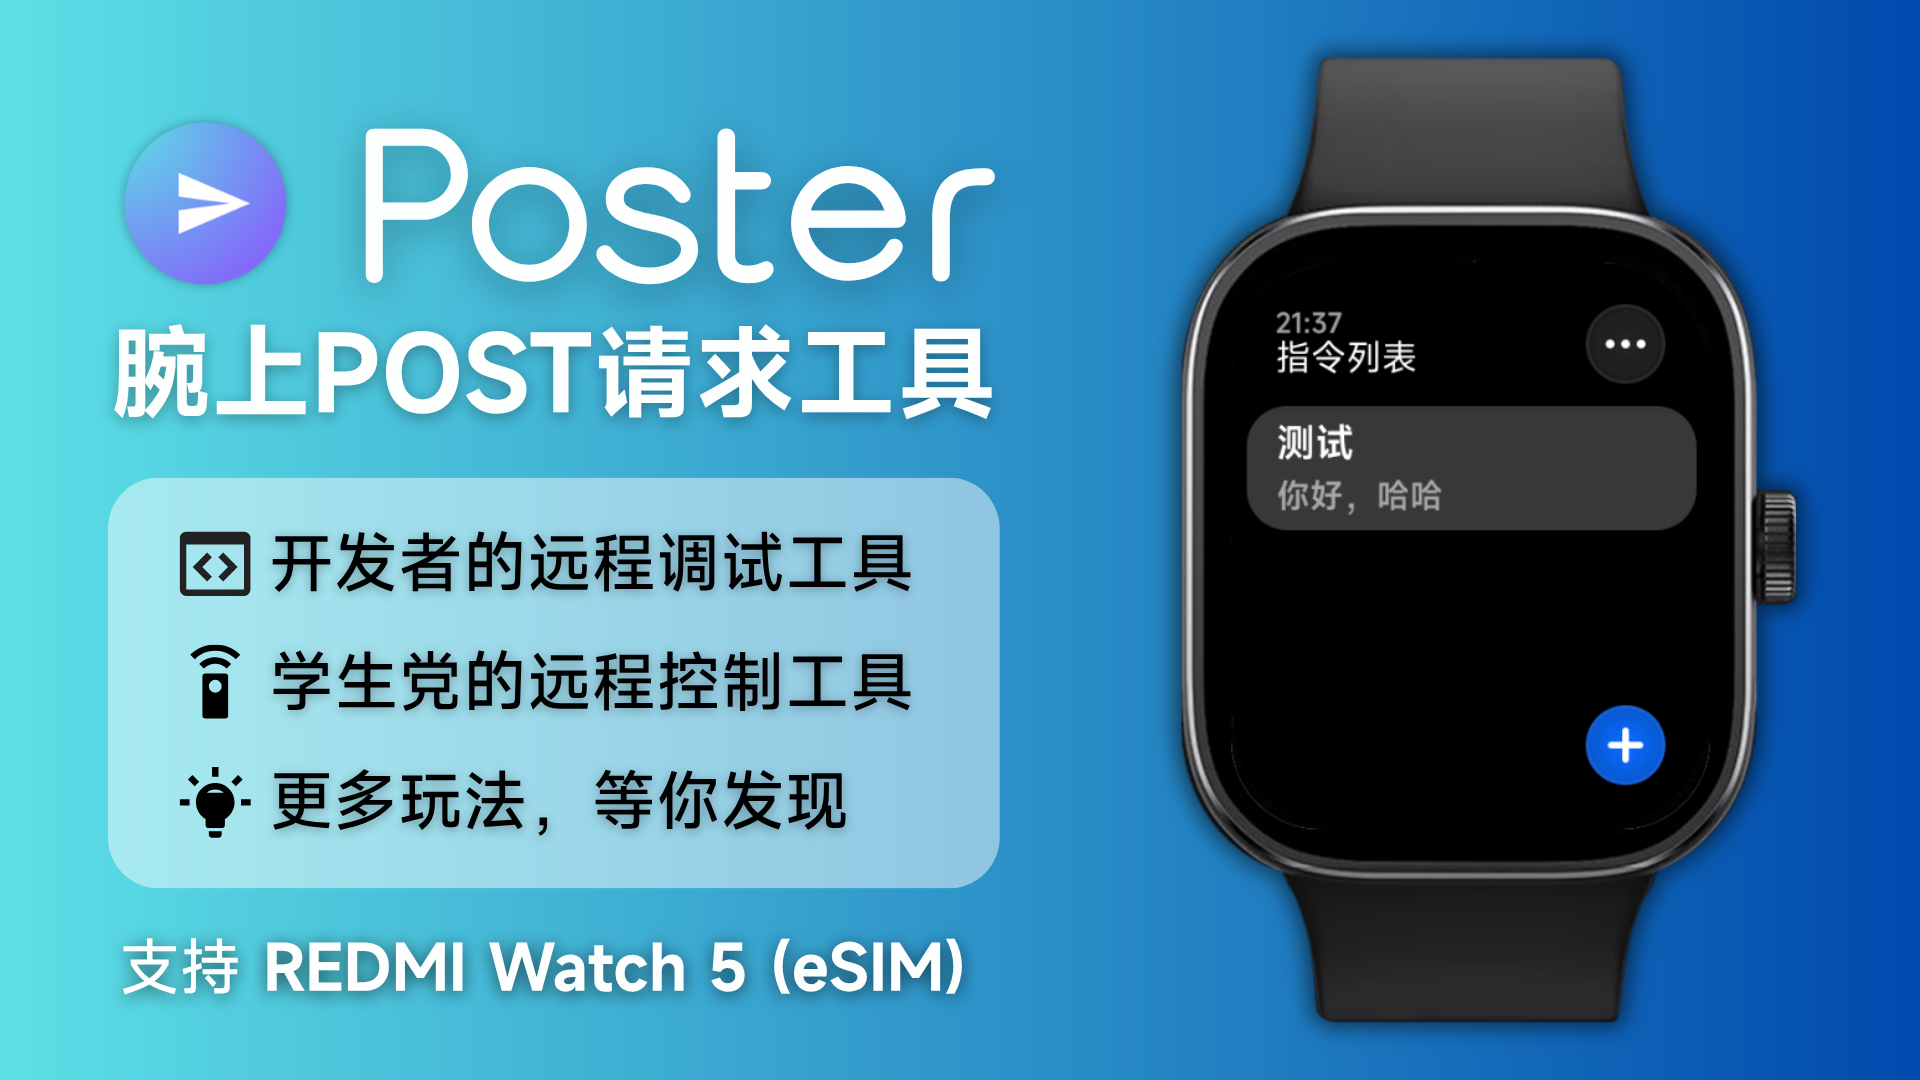 Poster
腕上POST请求工具
开发者的远程调试工具
学生党的远程控制工具
更多玩法，等你发现
支持 REDMI Watch 5 (eSIM)
21:37
指令列表
测试
你好，哈哈